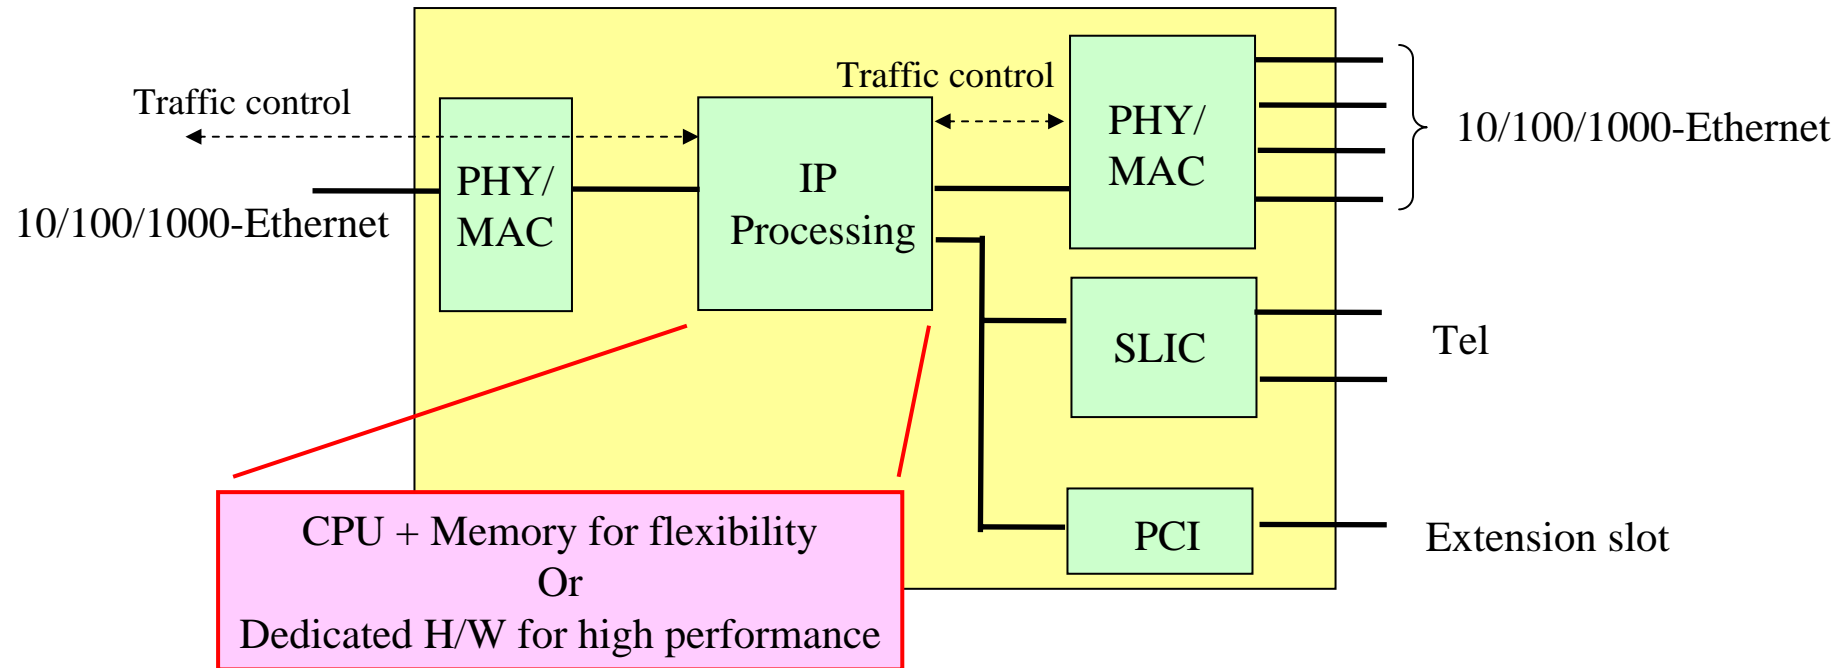 Traffic control
Traffic control
10/100/1000-Ethernet
PHY/
MAC
IP
Processing
PHY/
MAC
10/100/1000-Ethernet
SLIC
Tel
PCI
Extension slot
CPU + Memory for flexibility
Or
Dedicated H/W for high performance